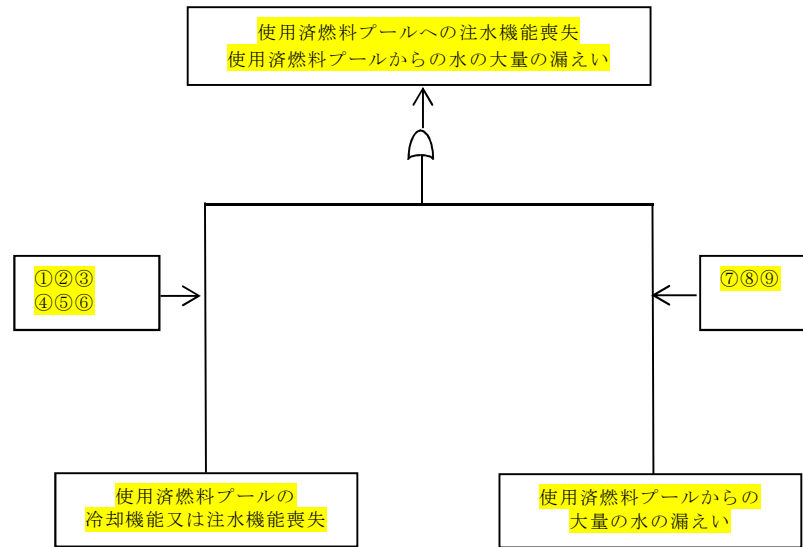 使用済燃料プールへの注水機能喪失
使用済燃料プールからの水の大量の漏えい
①②③
④⑤⑥
⑦⑧⑨
使用済燃料プールの
冷却機能又は注水機能喪失
使用済燃料プールからの
大量の水の漏えい